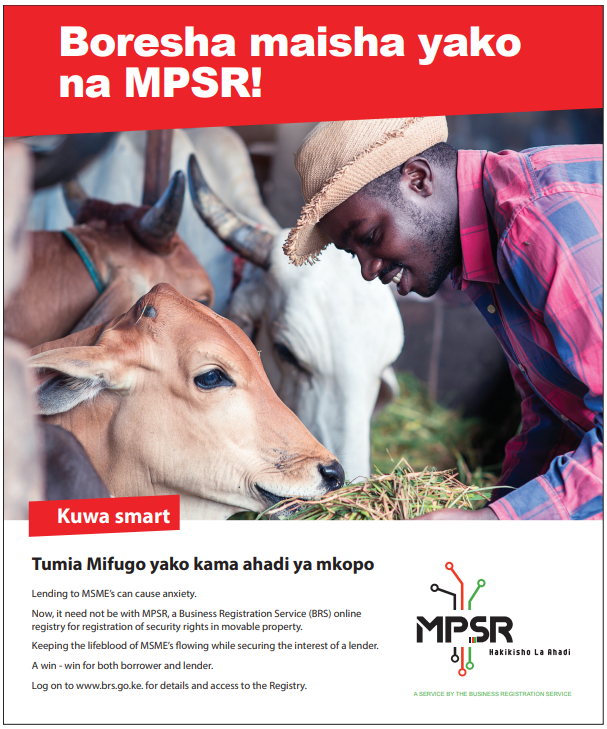 Boresha maisha yako
na MPSR!
Kuwa smart
Tumia Mifugo yako kama ahadi ya mkopo
Lending to MSME's can cause anxiety.
Now, it need not be with MPSR, a Business Registration Service (BRS) online
registry for registration of security rights in movable property.
Keeping the lifeblood of MSME's flowing while securing the interest of a lender.
A win - win for both borrower and lender.
Log on to www.brs.go.ke. for details and access to the Registry.
MPSR
Hakikisho La Ahadi
A SERVICE BY THE BUSINESS REGISTRATION SERVICE